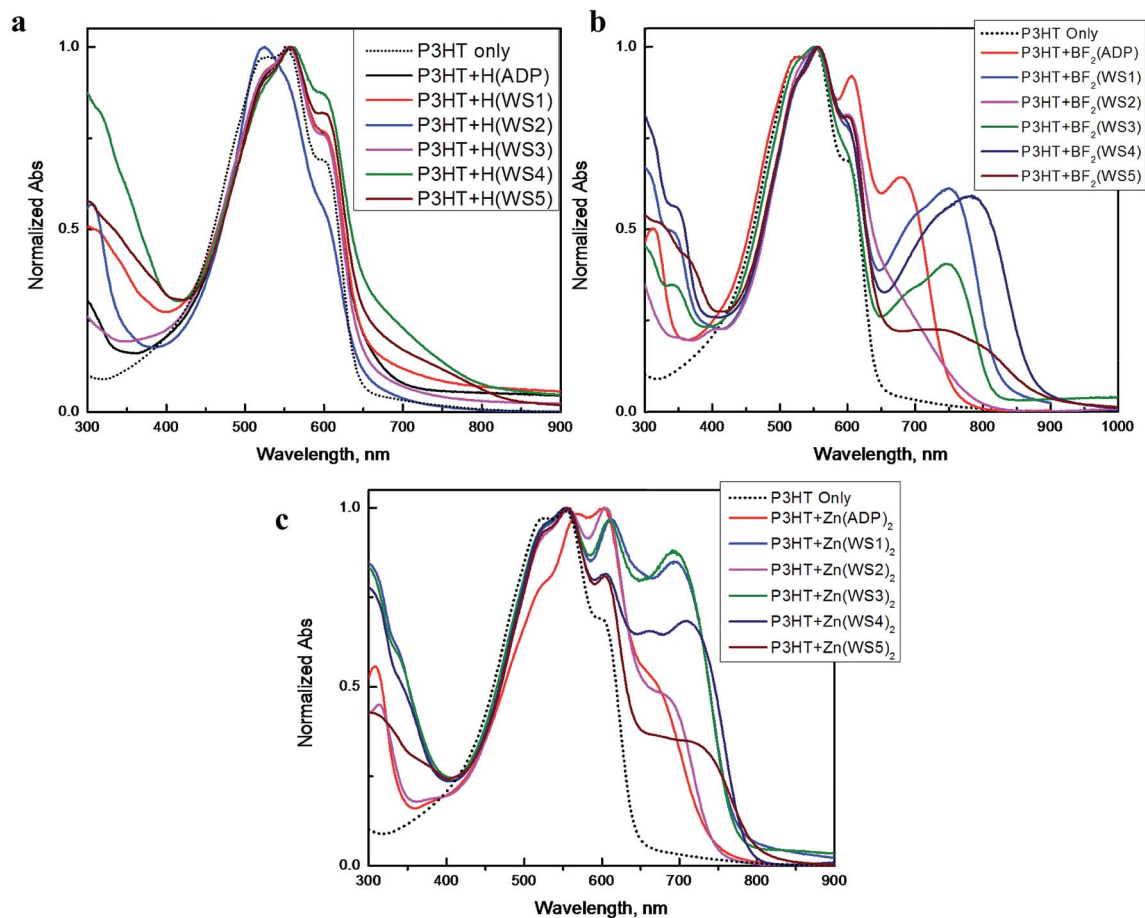 a
Normalized Abs
1.0
0.5
0.0
300 400 500 600 700 800 900
Wavelength, nm
P3HT only
P3HT+H(ADP)
P3HT+H(WS1)
P3HT+H(WS2)
P3HT+H(WS3)
P3HT+H(WS4)
P3HT+H(WS5)
b
Normalized Abs
1.0
0.5
0.0
300 400 500 600 700 800 900 1000
Wavelength, nm
P3HT Only
P3HT+BF₂(ADP)
P3HT+BF₂(WS1)
P3HT+BF₂(WS2)
P3HT+BF₂(WS3)
P3HT+BF₂(WS4)
P3HT+BF₂(WS5)
c
Normalized Abs
1.0
0.5
0.0
300 400 500 600 700 800 900
Wavelength, nm
P3HT Only
P3HT+Zn(ADP)₂
P3HT+Zn(WS1)₂
P3HT+Zn(WS2)₂
P3HT+Zn(WS3)₂
P3HT+Zn(WS4)₂
P3HT+Zn(WS5)₂